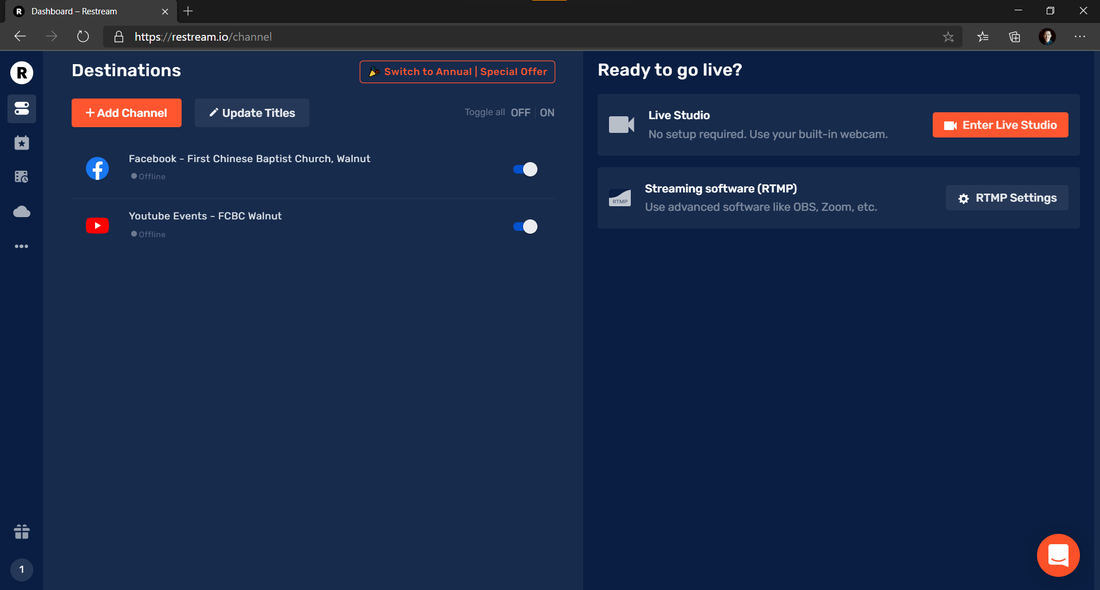 R Dashboard – Restream
https://restream.io/channel
R
Destinations
Switch to Annual | Special Offer
+ Add Channel
Update Titles
Toggle all OFF ON
Facebook - First Chinese Baptist Church, Walnut
Offline
Youtube Events - FCBC Walnut
Offline
1
Ready to go live?
Live Studio
No setup required. Use your built-in webcam.
Enter Live Studio
Streaming software (RTMP)
RTMP
Use advanced software like OBS, Zoom, etc.
RTMP Settings